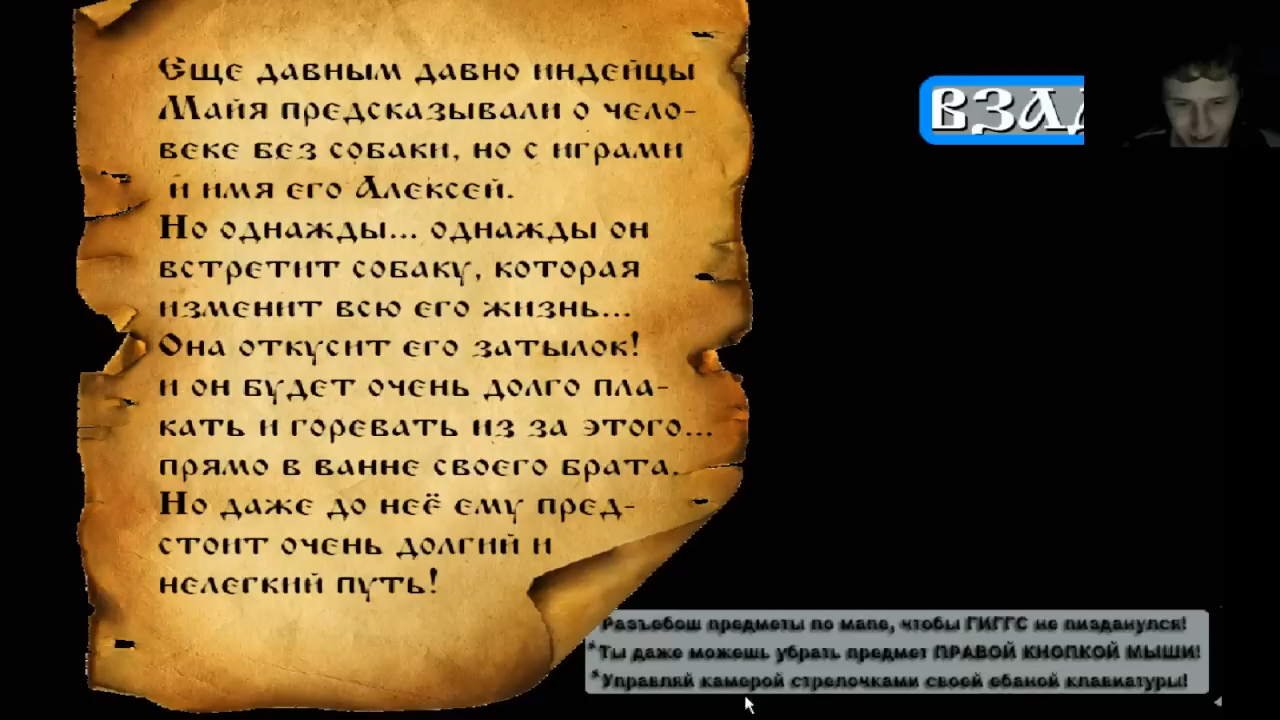 Еще давным давно индейцы
Майя предсказывали о чело-
веке без собаки, но с играми
и имя его Алексей.
Но однажды... однажды он
встретит собаку, которая
изменит всю его жизнь...
Она откусит его затылок!
и он будет очень долго пла-
кать и горевать из за этого...
прямо в ванне своего брата.
Но даже до неё ему пред-
стоит очень долгий и
нелегкий путь!
ВЗАД
*Разъебош предметы по мапе, чтобы ГИГГС не пизданулся!
*Ты даже можешь убрать предмет ПРАВОЙ КНОПКОЙ МЫШИ!
*Управляй камерой стрелочками своей ебаной клавиатуры!